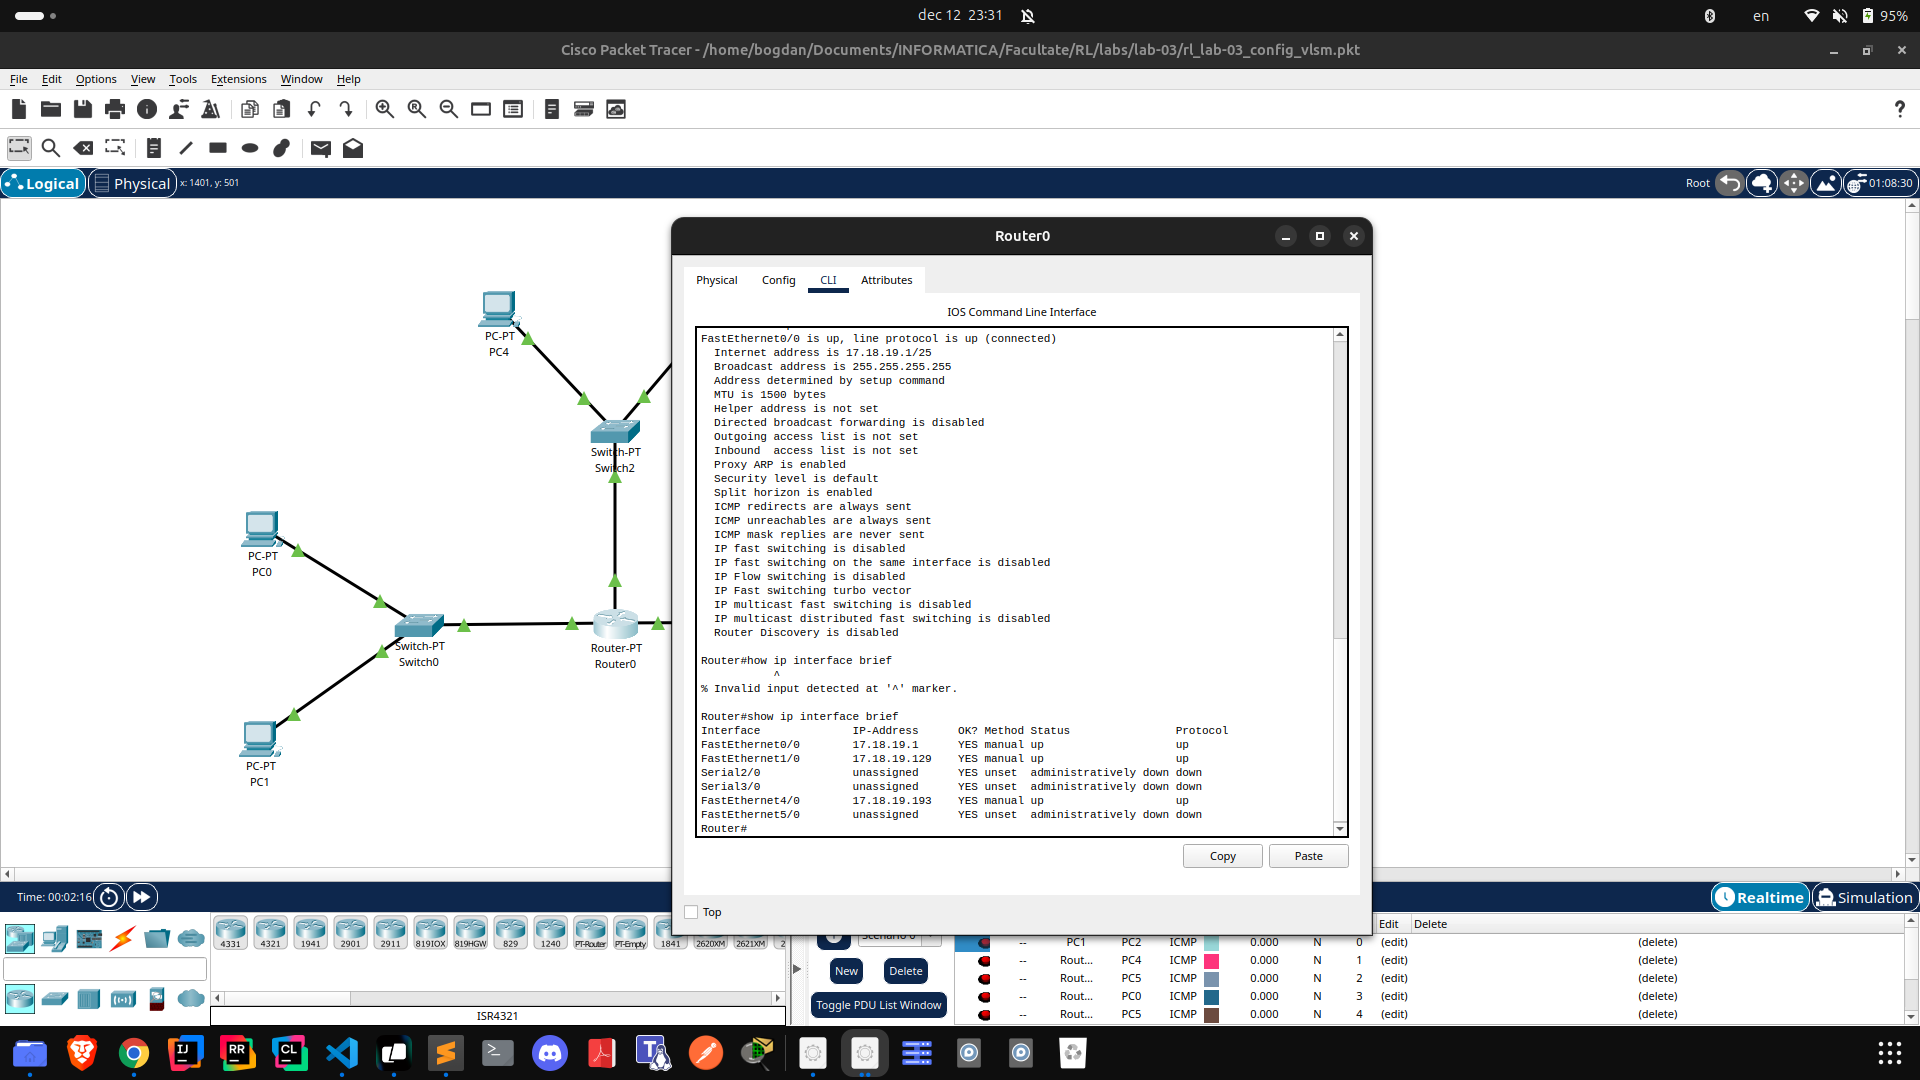 dec 12 23:31
en
95%
Cisco Packet Tracer - /home/bogdan/Documents/INFORMATICA/Facultate/RL/labs/lab-03/rl_lab-03_config_vlsm.pkt
File Edit Options View Tools Extensions Window Help
?
Logical
Physical
x: 1401, y: 501
Root
01:08:30
Router0
Physical Config CLI Attributes
IOS Command Line Interface
FastEthernet0/0 is up, line protocol is up (connected)
Internet address is 17.18.19.1/25
Broadcast address is 255.255.255.255
Address determined by setup command
MTU is 1500 bytes
Helper address is not set
Directed broadcast forwarding is disabled
Outgoing access list is not set
Inbound  access list is not set
Proxy ARP is enabled
Security level is default
Split horizon is enabled
ICMP redirects are always sent
ICMP unreachables are always sent
ICMP mask replies are never sent
IP fast switching is disabled
IP fast switching on the same interface is disabled
IP Flow switching is disabled
IP Fast switching turbo vector
IP multicast fast switching is disabled
IP multicast distributed fast switching is disabled
Router Discovery is disabled
Router#how ip interface brief
^
% Invalid input detected at '^' marker.
Router#show ip interface brief
Interface IP-Address OK? Method Status Protocol
FastEthernet0/0 17.18.19.1 YES manual up up
FastEthernet1/0 17.18.19.129 YES manual up up
Serial2/0 unassigned YES unset administratively down down
Serial3/0 unassigned YES unset administratively down down
FastEthernet4/0 17.18.19.193 YES manual up up
FastEthernet5/0 unassigned YES unset administratively down down
Router#
Copy
Paste
Top
PC-PT
PC4
Switch-PT
Switch2
PC-PT
PC0
Switch-PT
Switch0
Router-PT
Router0
PC-PT
PC1
Time: 00:02:16
Realtime
Simulation
4331 4321 1941 2901 2911 819IOX 819HGW 829 1240 PT-Router PT-Empty 1841 2620XM 2621XM 2
ISR4321
New
Delete
Toggle PDU List Window
Edit Delete
-- PC1 PC2 ICMP 0.000 N 0 (edit) (delete)
-- Rout... PC4 ICMP 0.000 N 1 (edit) (delete)
-- Rout... PC5 ICMP 0.000 N 2 (edit) (delete)
-- Rout... PC0 ICMP 0.000 N 3 (edit) (delete)
-- Rout... PC5 ICMP 0.000 N 4 (edit) (delete)